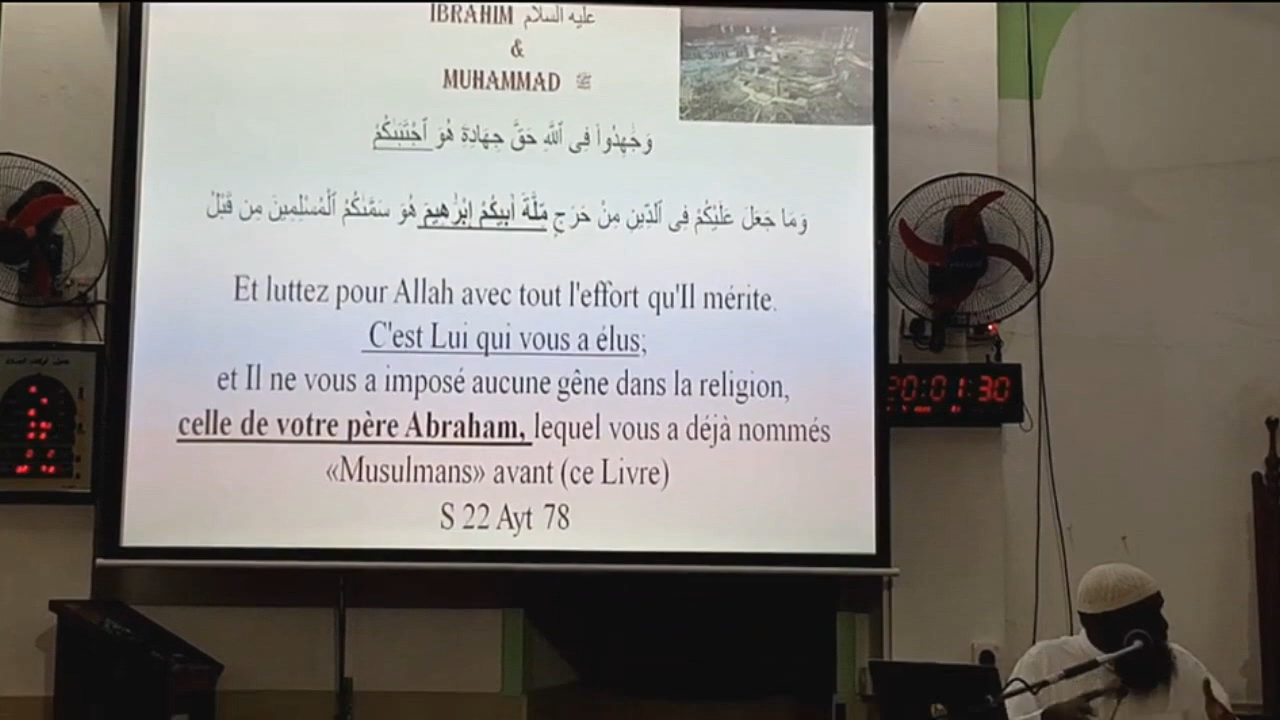 IBRAHIM عليه السلام
&
MUHAMMAD ﷺ
وَجَٰهِدُوا۟ فِى ٱللَّهِ حَقَّ جِهَادِهِۦ هُوَ ٱجْتَبَىٰكُمْ
وَمَا جَعَلَ عَلَيْكُمْ فِى ٱلدِّينِ مِنْ حَرَجٍ مِّلَّةَ أَبِيكُمْ إِبْرَٰهِيمَ هُوَ سَمَّىٰكُمُ ٱلْمُسْلِمِينَ مِن قَبْلُ
Et luttez pour Allah avec tout l'effort qu'Il mérite.
C'est Lui qui vous a élus;
et Il ne vous a imposé aucune gêne dans la religion,
celle de votre père Abraham, lequel vous a déjà nommés
«Musulmans» avant (ce Livre)
S 22 Ayt 78
20:01:30